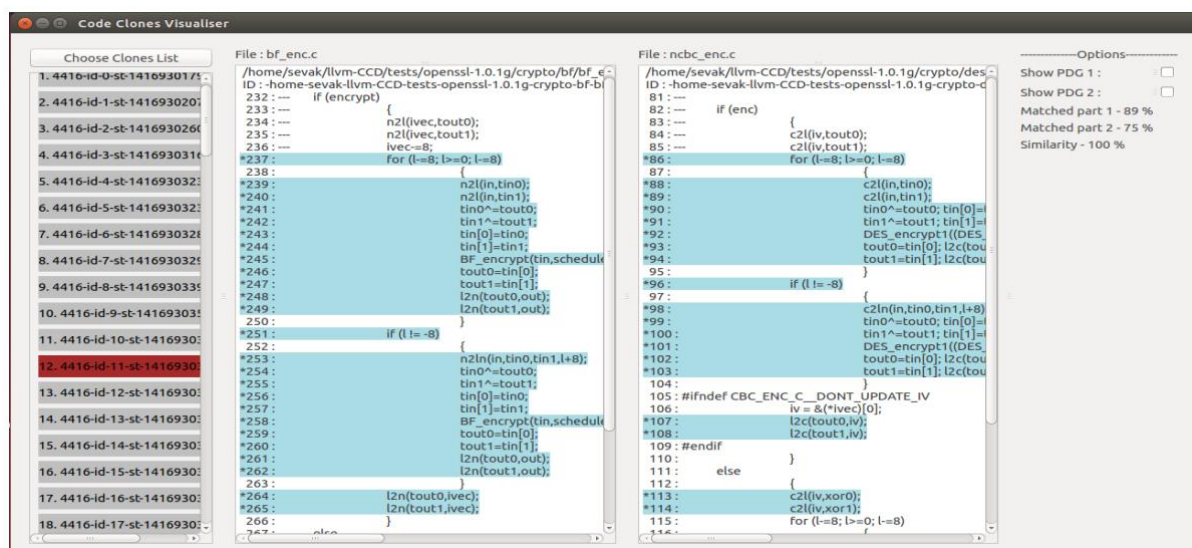 Code Clones Visualiser
Choose Clones List
1. 4416-id-0-st-1416930175
2. 4416-id-1-st-1416930207
3. 4416-id-2-st-141693026
4. 4416-id-3-st-141693031
5. 4416-id-4-st-141693032
6. 4416-id-5-st-141693032
7. 4416-id-6-st-141693032
8. 4416-id-7-st-141693032
9. 4416-id-8-st-141693033
10. 4416-id-9-st-14169303
11. 4416-id-10-st-1416930
12. 4416-id-11-st-1416930
13. 4416-id-12-st-1416930
14. 4416-id-13-st-1416930
15. 4416-id-14-st-1416930
16. 4416-id-15-st-1416930
17. 4416-id-16-st-1416930
18. 4416-id-17-st-1416930
File : bf_enc.c
/home/sevak/llvm-CCD/tests/openssl-1.0.1g/crypto/bf/bf_e
ID : -home-sevak-llvm-CCD-tests-openssl-1.0.1g-crypto-bf-b
232 : --- if (encrypt)
233 : --- {
234 : --- n2l(ivec,tout0);
235 : --- n2l(ivec,tout1);
236 : --- ivec-=8;
*237 : for (l-=8; l>=0; l-=8)
238 : {
*239 : n2l(in,tin0);
*240 : n2l(in,tin1);
*241 : tin0^=tout0;
*242 : tin1^=tout1;
*243 : tin[0]=tin0;
*244 : tin[1]=tin1;
*245 : BF_encrypt(tin,schedule
*246 : tout0=tin[0];
*247 : tout1=tin[1];
*248 : l2n(tout0,out);
*249 : l2n(tout1,out);
250 : }
*251 : if (l != -8)
252 : {
*253 : n2ln(in,tin0,tin1,l+8);
*254 : tin0^=tout0;
*255 : tin1^=tout1;
*256 : tin[0]=tin0;
*257 : tin[1]=tin1;
*258 : BF_encrypt(tin,schedule
*259 : tout0=tin[0];
*260 : tout1=tin[1];
*261 : l2n(tout0,out);
*262 : l2n(tout1,out);
263 : }
*264 : l2n(tout0,ivec);
*265 : l2n(tout1,ivec);
266 : }
267 : else
File : ncbc_enc.c
/home/sevak/llvm-CCD/tests/openssl-1.0.1g/crypto/des
ID : -home-sevak-llvm-CCD-tests-openssl-1.0.1g-crypto-d
81 : ---
82 : --- if (enc)
83 : --- {
84 : --- c2l(iv,tout0);
85 : --- c2l(iv,tout1);
*86 : for (l-=8; l>=0; l-=8)
87 : {
*88 : c2l(in,tin0);
*89 : c2l(in,tin1);
*90 : tin0^=tout0; tin[0]=
*91 : tin1^=tout1; tin[1]=
*92 : DES_encrypt1((DES_
*93 : tout0=tin[0]; l2c(tou
*94 : tout1=tin[1]; l2c(tou
95 : }
*96 : if (l != -8)
97 : {
*98 : c2ln(in,tin0,tin1,l+8)
*99 : tin0^=tout0; tin[0]=
*100 : tin1^=tout1; tin[1]=
*101 : DES_encrypt1((DES_
*102 : tout0=tin[0]; l2c(tou
*103 : tout1=tin[1]; l2c(tou
104 : }
105 : #ifndef CBC_ENC_C__DONT_UPDATE_IV
106 : iv = &(*ivec)[0];
*107 : l2c(tout0,iv);
*108 : l2c(tout1,iv);
109 : #endif
110 : }
111 : else
112 : {
*113 : c2l(iv,xor0);
*114 : c2l(iv,xor1);
115 : for (l-=8; l>=0; l-=8)
116 : {
--------------Options-------------
Show PDG 1 :
Show PDG 2 :
Matched part 1 - 89 %
Matched part 2 - 75 %
Similarity - 100 %